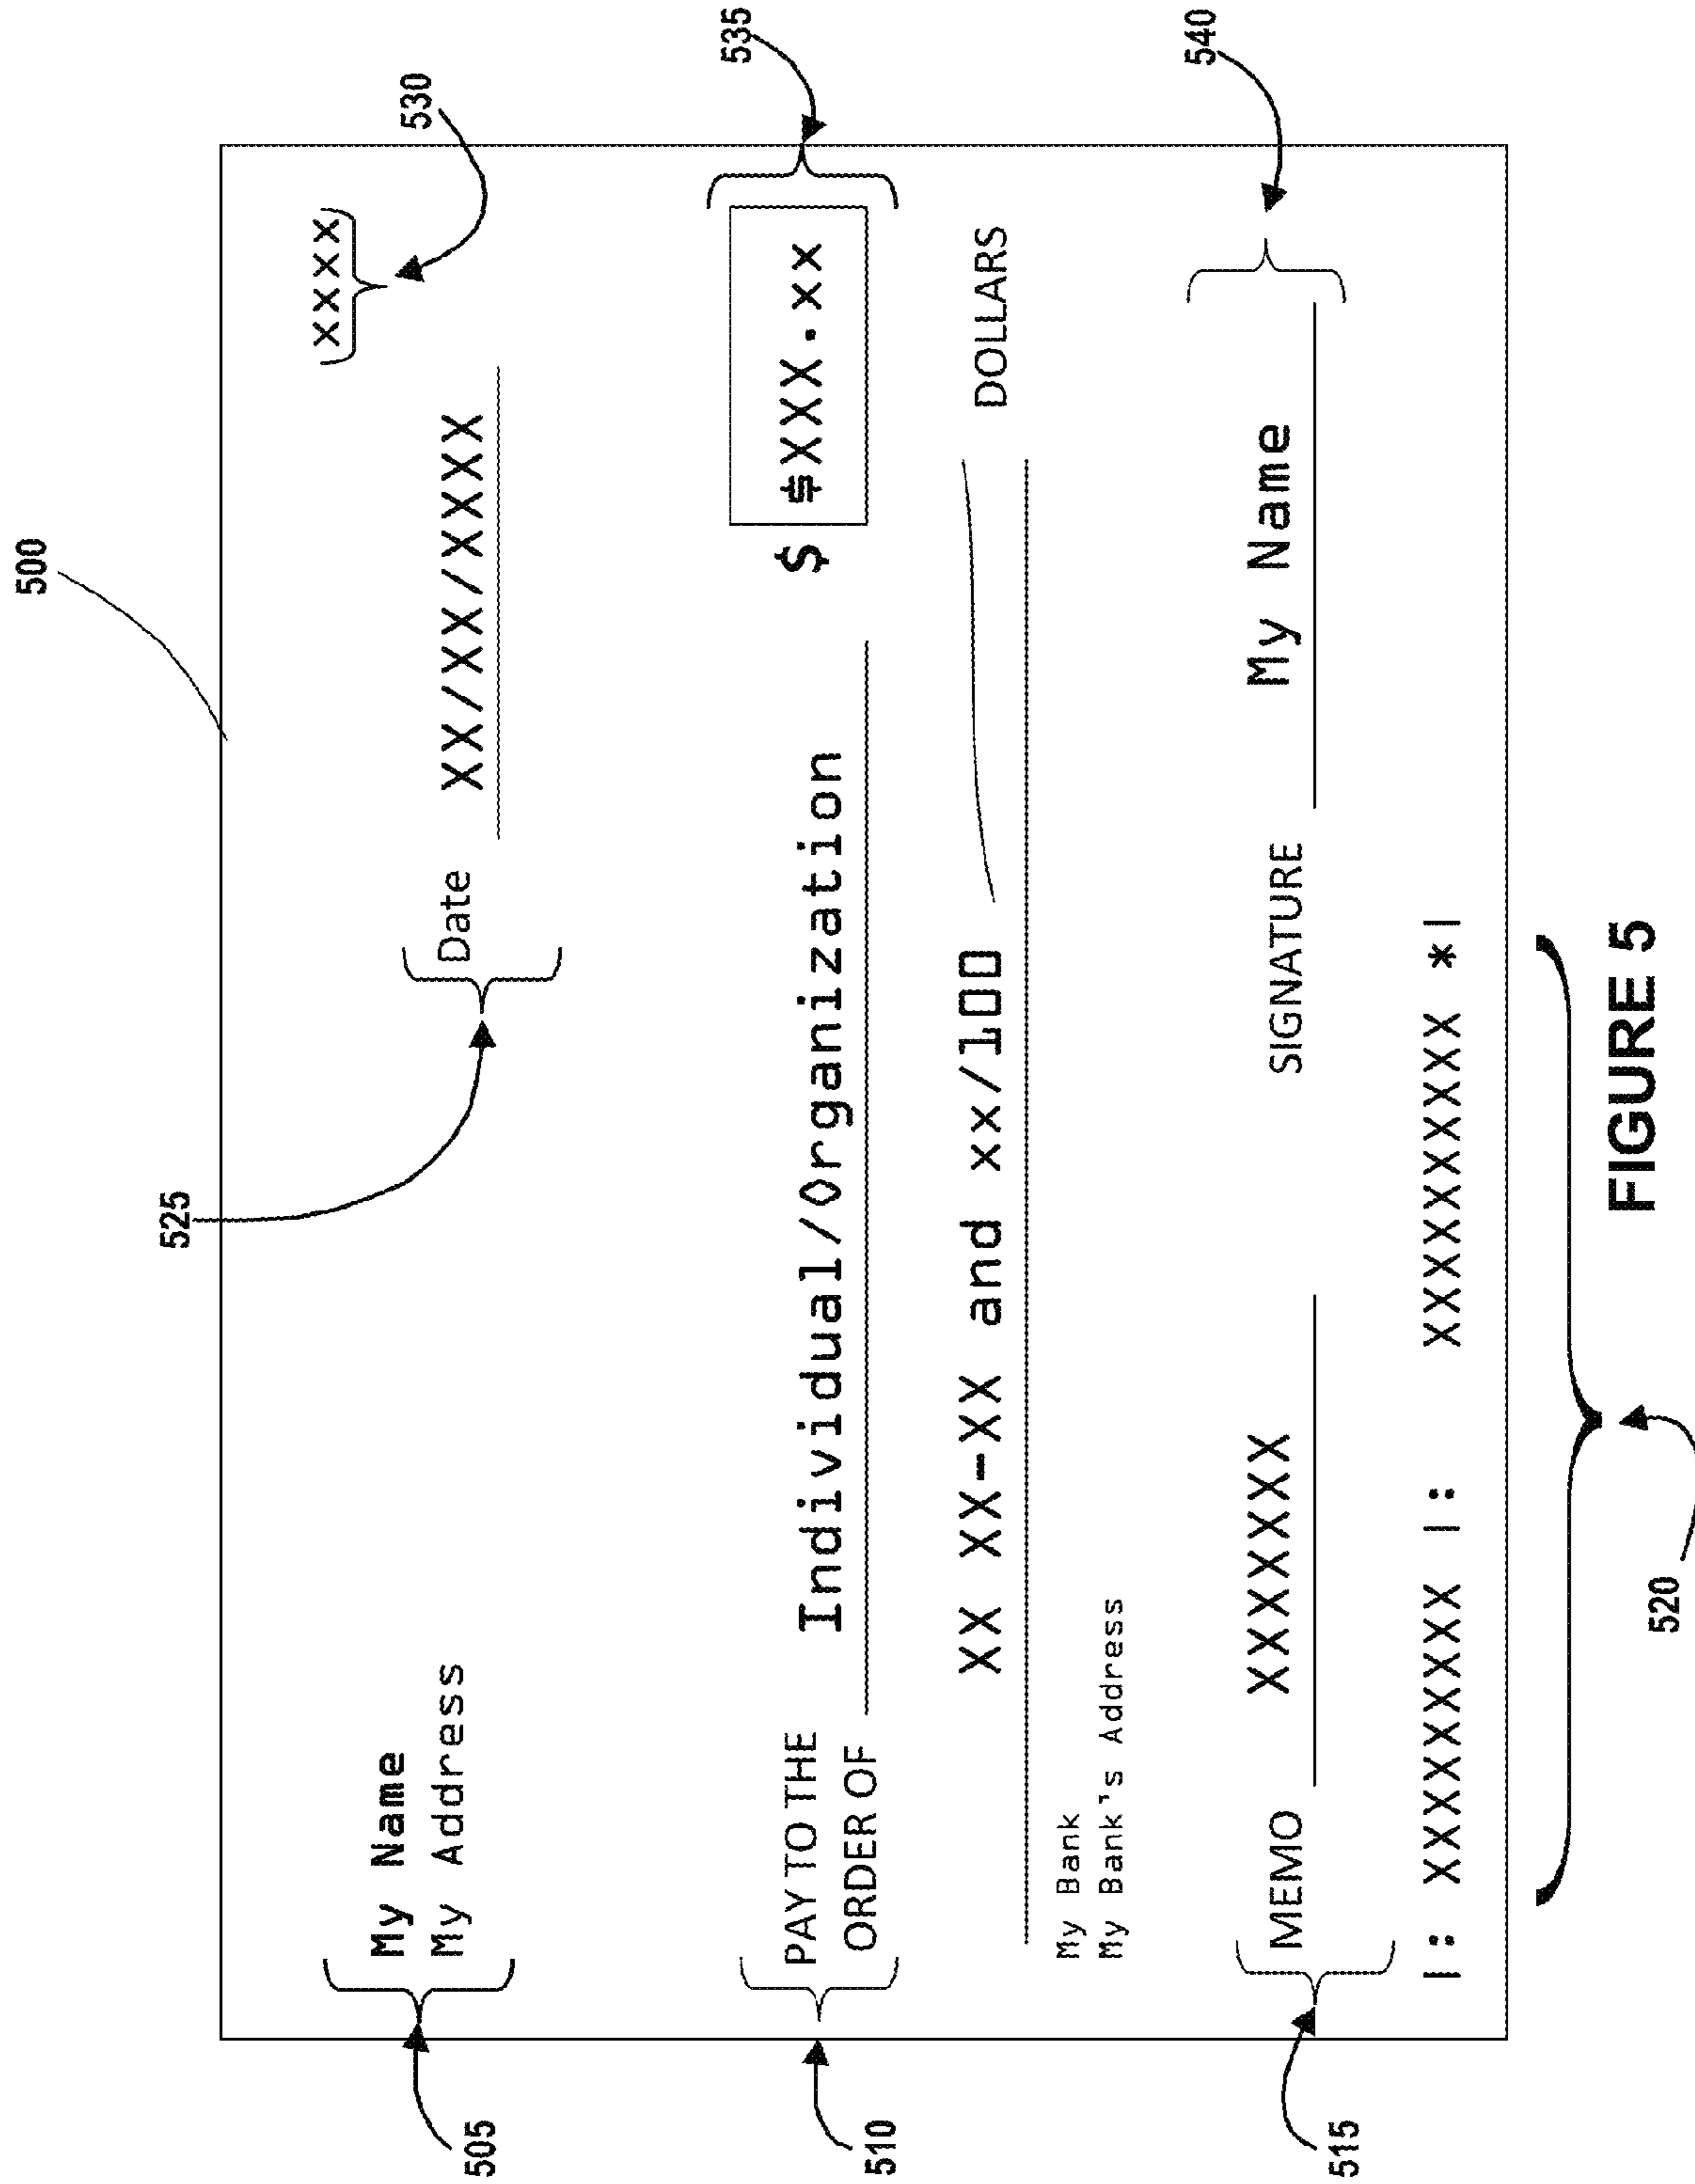 500
530
xxxx
505
My Name
My Address
525
Date XX/XX/XXXX
535
510
PAY TO THE
ORDER OF
Individual/Organization
$ $XXX.xx
XX XX-XX and xx/100
DOLLARS
My Bank
My Bank's Address
540
515
MEMO XXXXXXX
SIGNATURE My Name
|: XXXXXXXXX |: XXXXXXXXXX *|
520
FIGURE 5